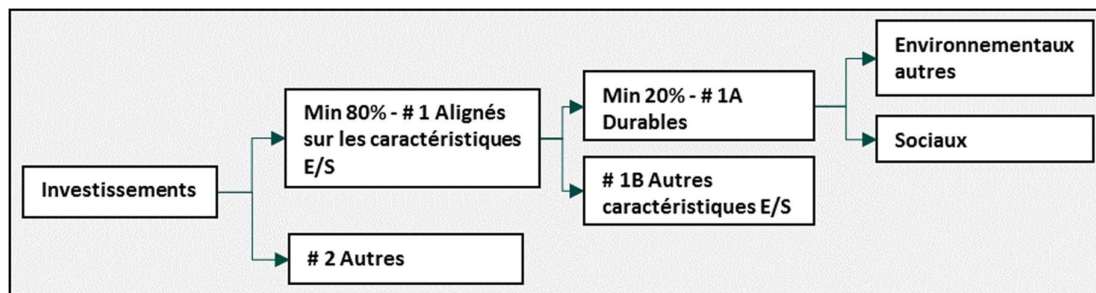 Investissements
Min 80% - # 1 Alignés
sur les caractéristiques
E/S
# 2 Autres
Min 20% - # 1A
Durables
# 1B Autres
caractéristiques E/S
Environnementaux
autres
Sociaux